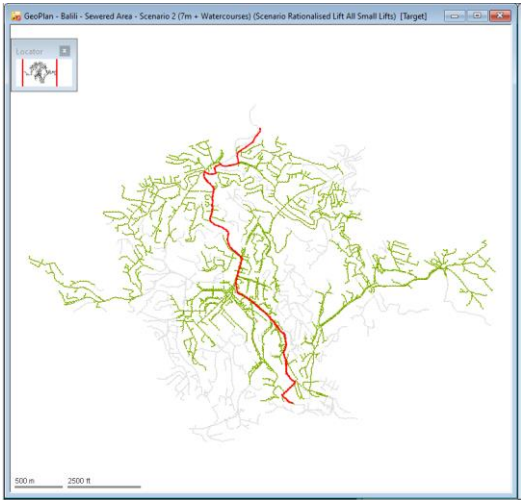 GeoPlan - Balili - Sewered Area - Scenario 2 (7m + Watercourses) (Scenario Rationalised Lift All Small Lifts) [Target]
Locator
500 m 2500 ft